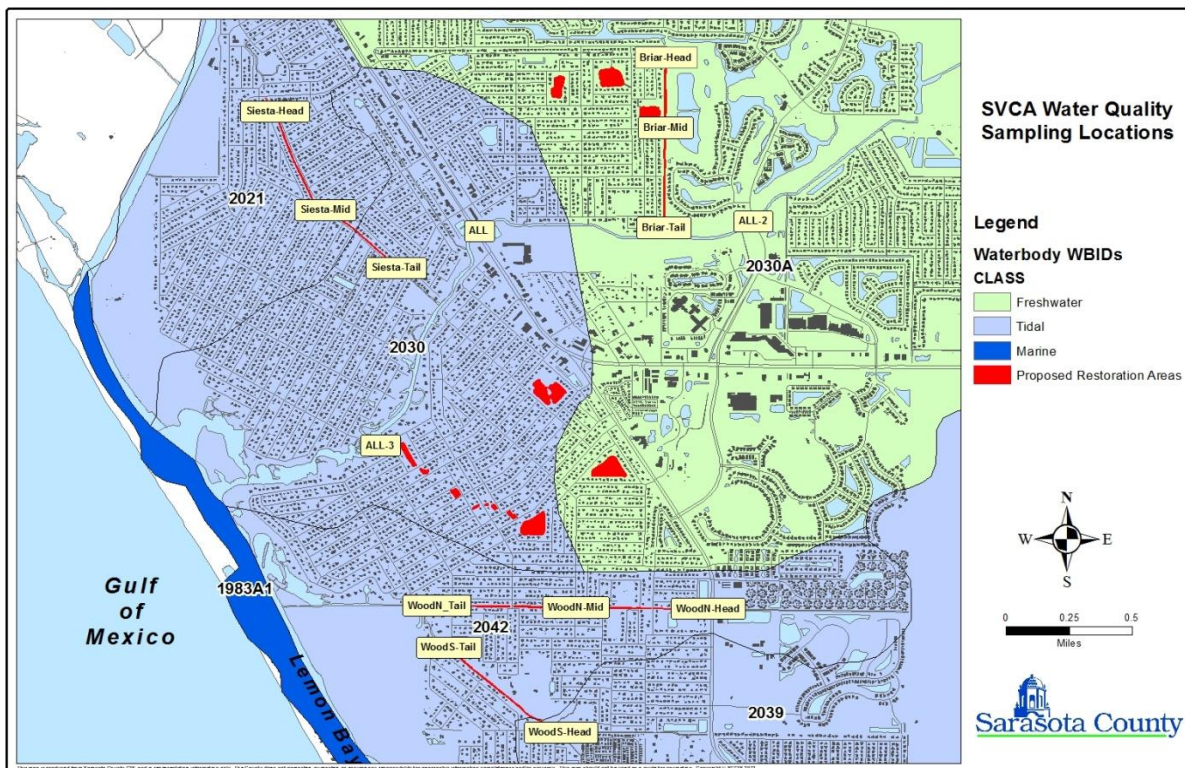 SVCA Water Quality
Sampling Locations
Legend
Waterbody WBIDs
CLASS
Freshwater
Tidal
Marine
Proposed Restoration Areas
Briar-Head
Siesta-Head
Briar-Mid
2021
Siesta-Mid
ALL
Briar-Tail
ALL-2
Siesta-Tail
2030A
2030
ALL-3
N
W
E
S
0
0.25
0.5
Miles
Gulf
of
Mexico
1983A1
Lemon Bay
WoodN_Tail
WoodN-Mid
WoodN-Head
2042
WoodS-Tail
WoodS-Head
2039
Sarasota County